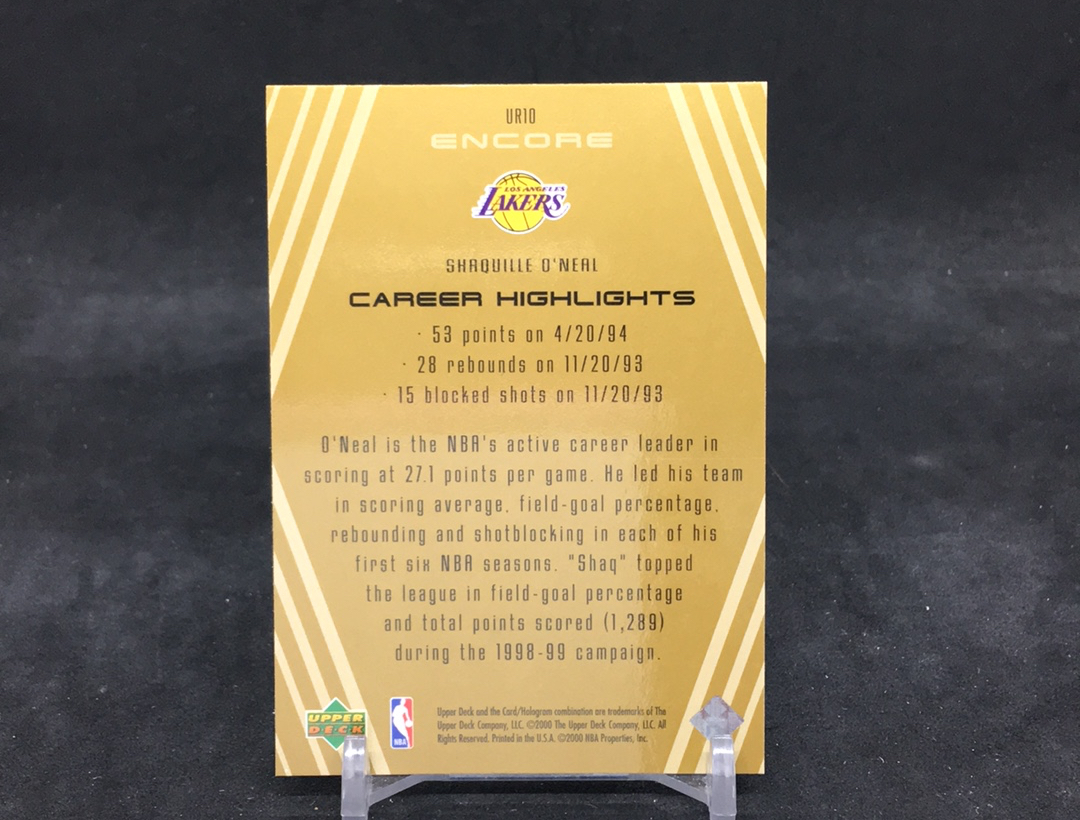 UR10
ENCORE
LOS ANGELES
LAKERS
SHAQUILLE O'NEAL
CAREER HIGHLIGHTS
· 53 points on 4/20/94
· 28 rebounds on 11/20/93
· 15 blocked shots on 11/20/93
O'Neal is the NBA's active career leader in
scoring at 27.1 points per game. He led his team
in scoring average, field-goal percentage,
rebounding and shotblocking in each of his
first six NBA seasons. "Shaq" topped
the league in field-goal percentage
and total points scored (1,289)
during the 1998-99 campaign.
UPPER
DECK
NBA
Upper Deck and the Card/Hologram combination are trademarks of The
Upper Deck Company, LLC. ©2000 The Upper Deck Company, LLC. All
Rights Reserved. Printed in the U.S.A. ©2000 NBA Properties, Inc.